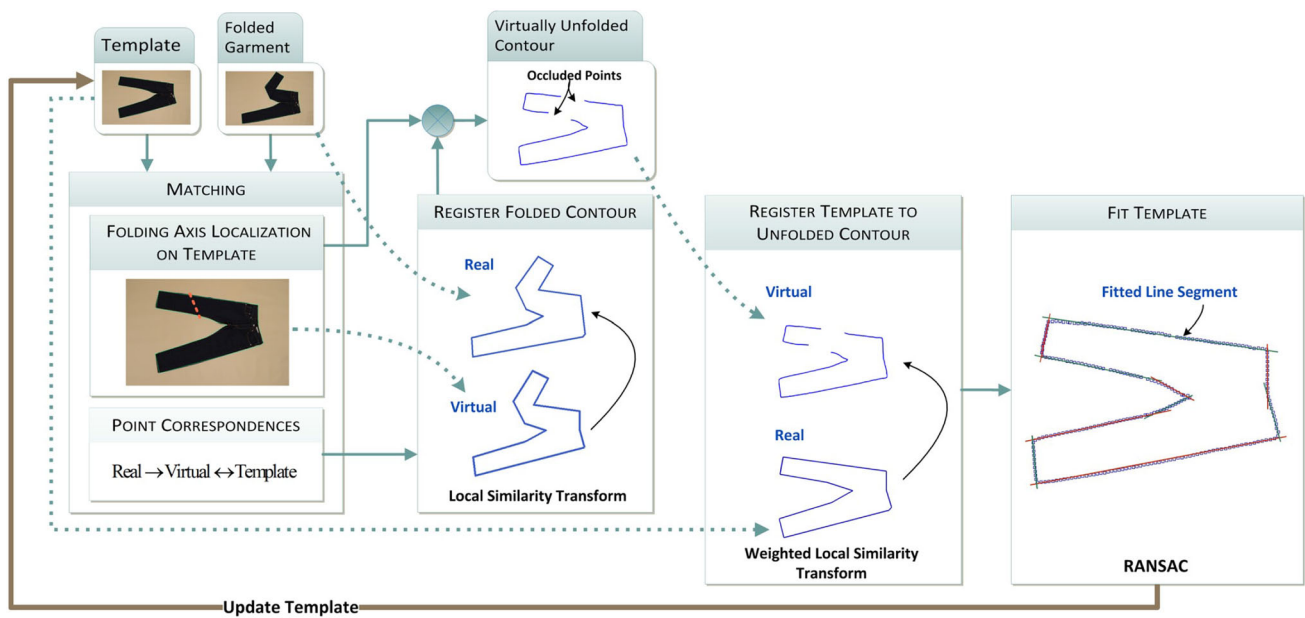 Template
Folded
Garment
Virtually Unfolded
Contour
Occluded Points
MATCHING
FOLDING AXIS LOCALIZATION
ON TEMPLATE
POINT CORRESPONDENCES
Real → Virtual ↔ Template
REGISTER FOLDED CONTOUR
Real
Virtual
Local Similarity Transform
REGISTER TEMPLATE TO
UNFOLDED CONTOUR
Virtual
Real
Weighted Local Similarity
Transform
FIT TEMPLATE
Fitted Line Segment
RANSAC
Update Template